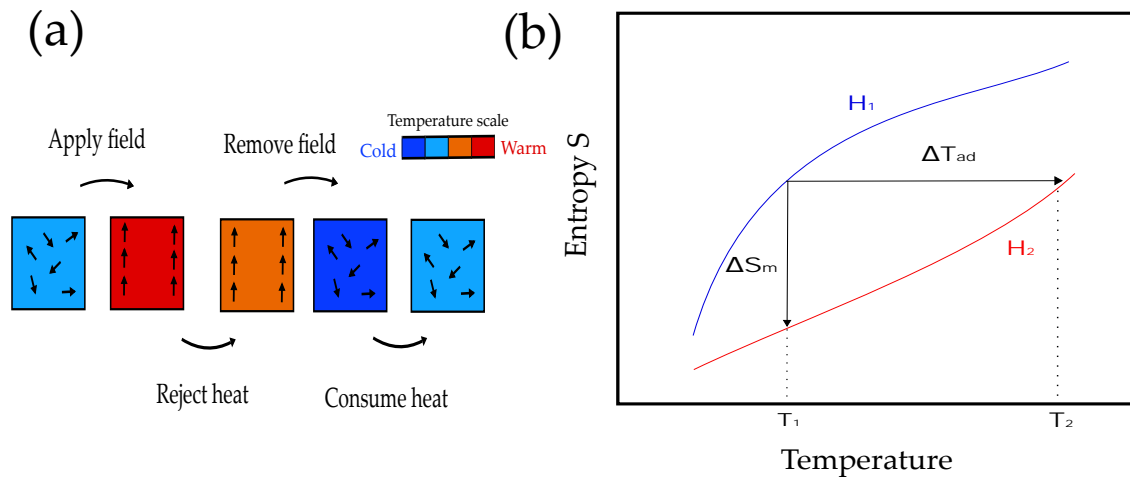 (a)
Apply field
Remove field
Temperature scale
Cold
Warm
Reject heat
Consume heat
(b)
Entropy S
H₁
ΔTad
ΔSm
H₂
T₁
T₂
Temperature